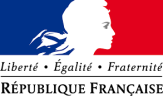 Liberté • Égalité • Fraternité
RÉPUBLIQUE FRANÇAISE